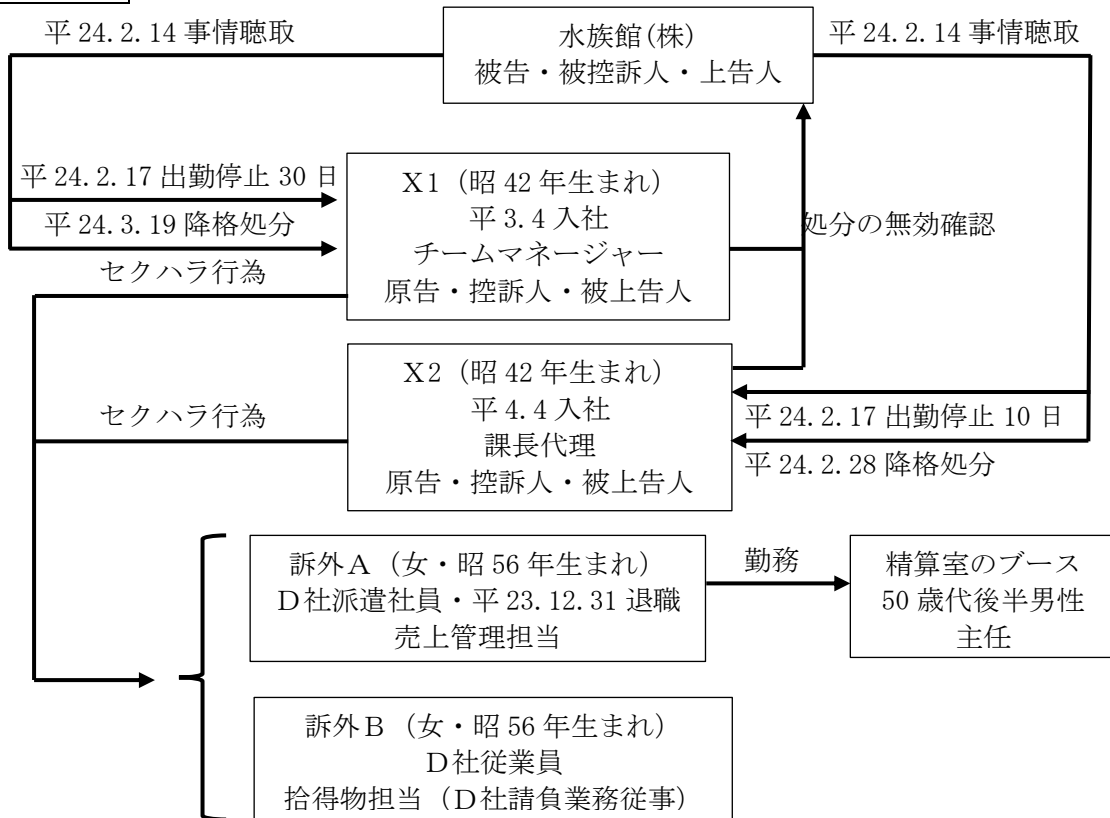 平 24.2.14 事情聴取
水族館(株)
被告・被控訴人・上告人
平 24.2.14 事情聴取
平 24.2.17 出勤停止 30 日
平 24.3.19 降格処分
X1（昭 42 年生まれ）
平 3.4 入社
チームマネージャー
原告・控訴人・被上告人
処分の無効確認
セクハラ行為
X2（昭 42 年生まれ）
平 4.4 入社
課長代理
原告・控訴人・被上告人
セクハラ行為
平 24.2.17 出勤停止 10 日
平 24.2.28 降格処分
訴外A（女・昭 56 年生まれ）
D社派遣社員・平 23.12.31 退職
売上管理担当
勤務
精算室のブース
50 歳代後半男性
主任
訴外B（女・昭 56 年生まれ）
D社従業員
拾得物担当（D社請負業務従事）